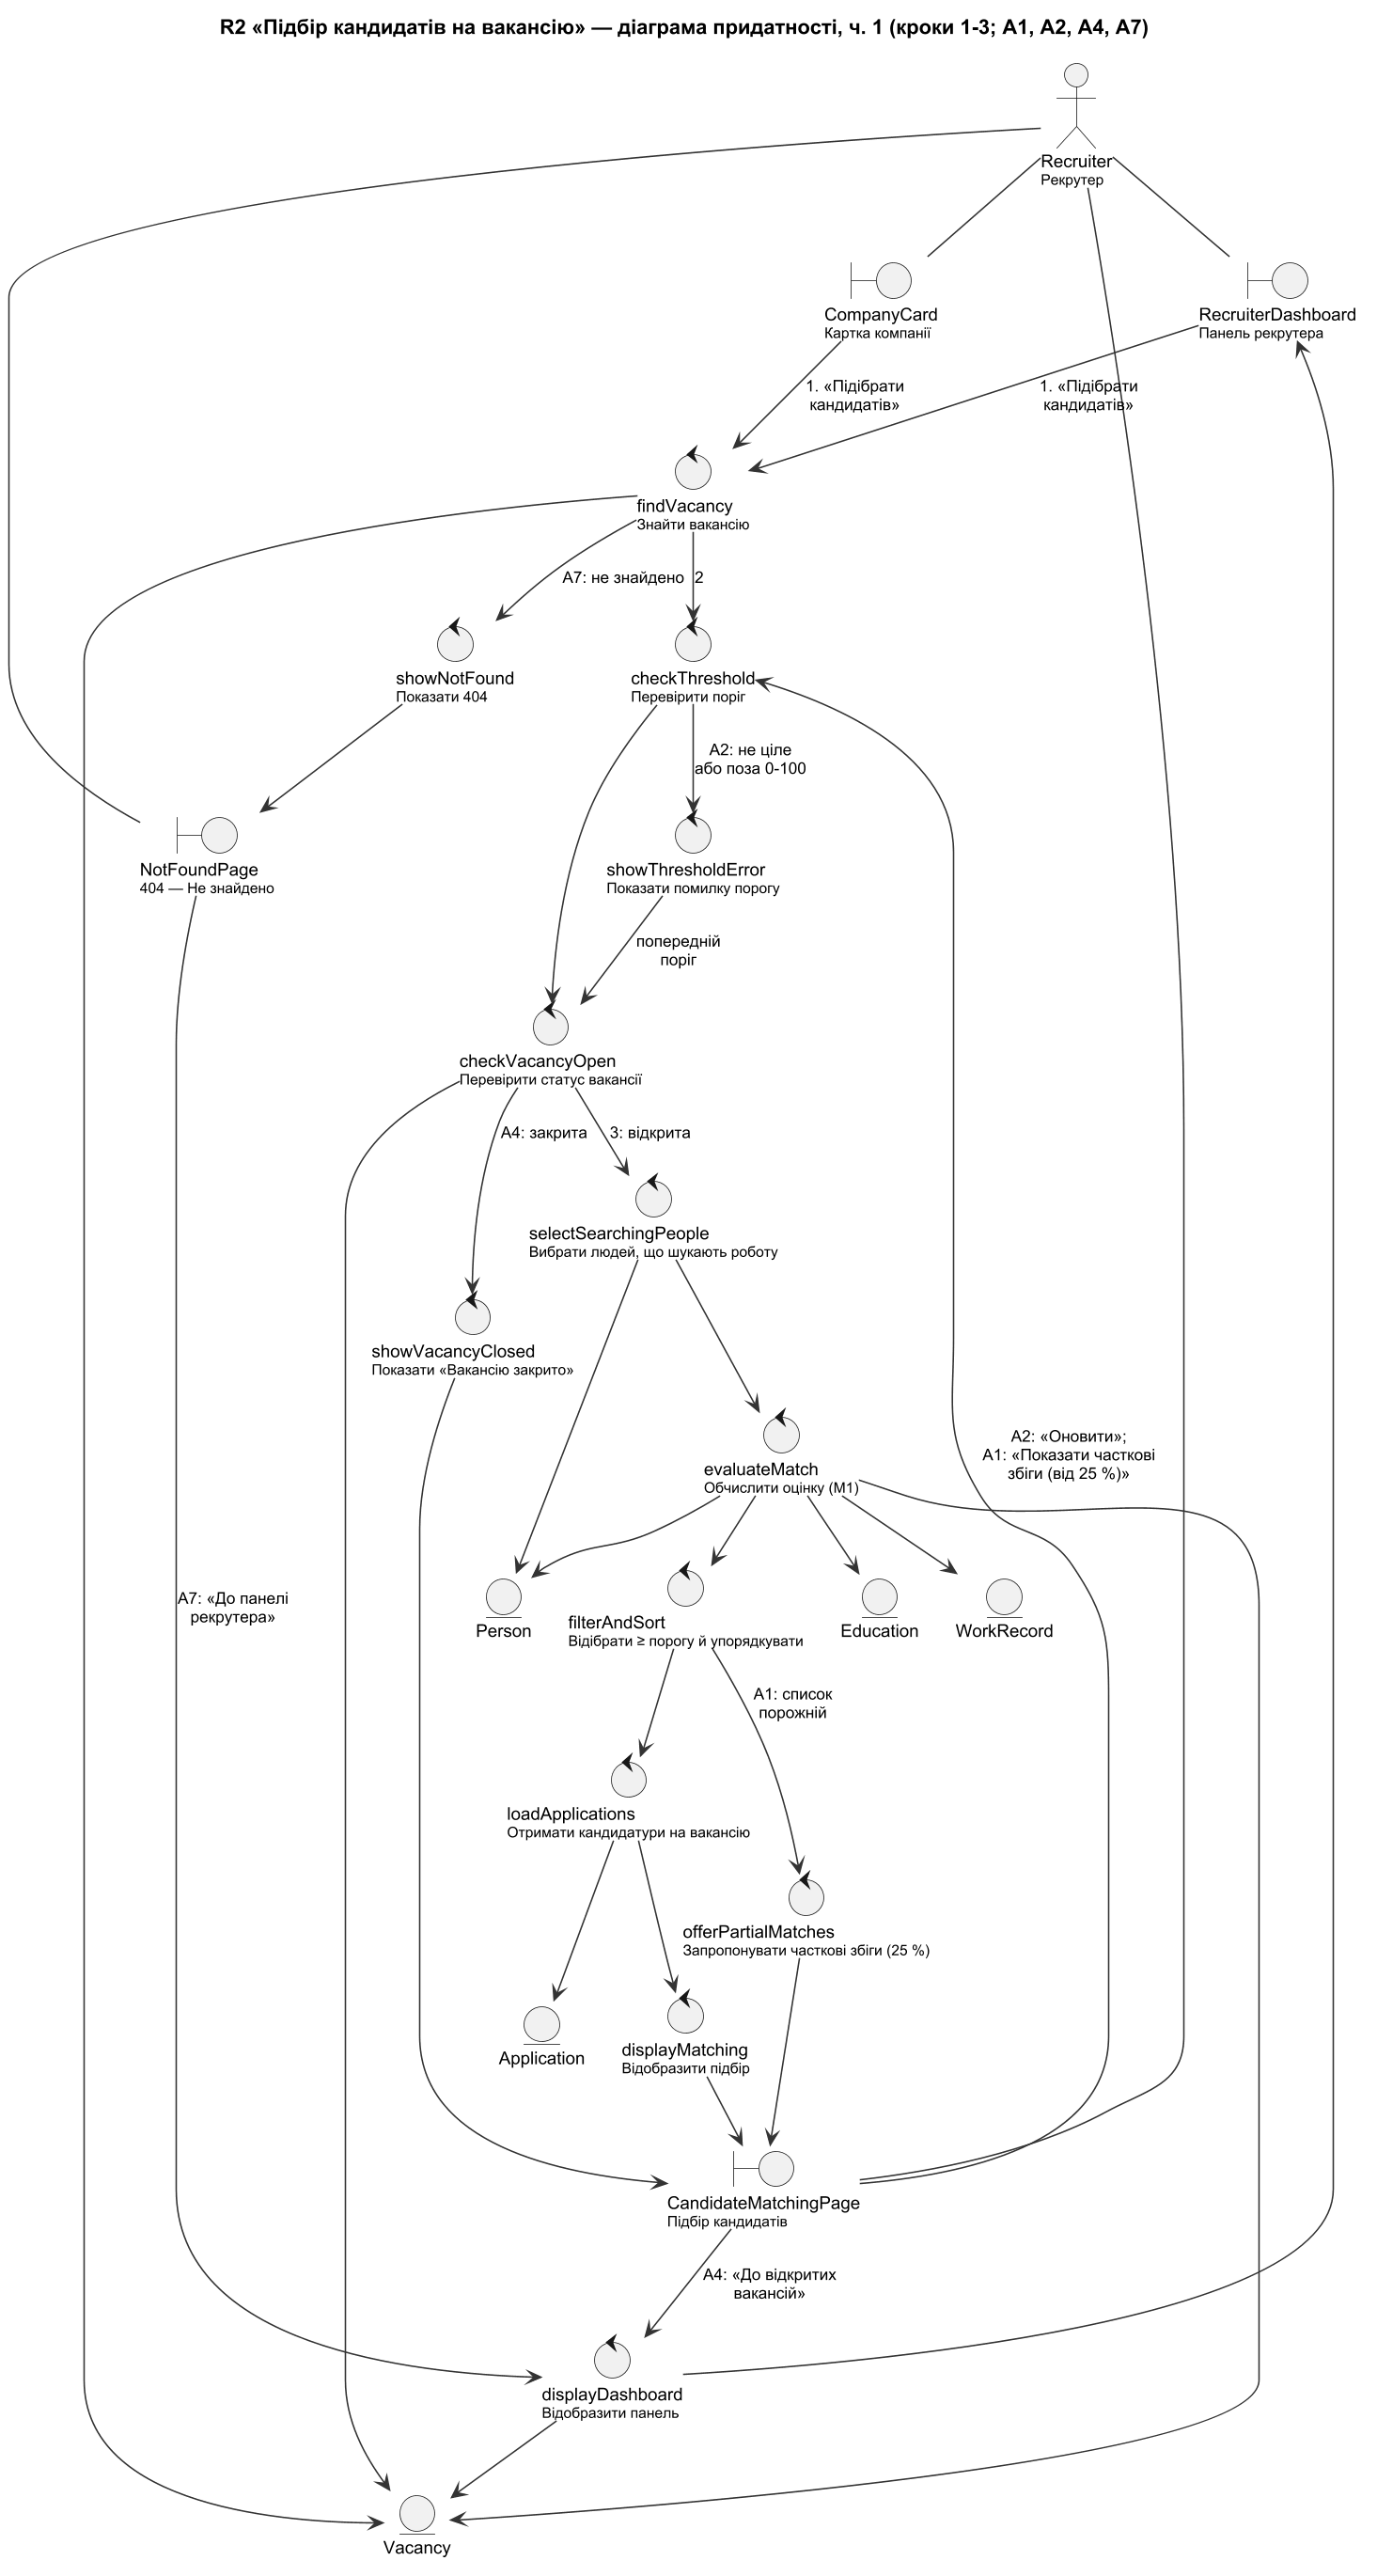 R2 «Підбір кандидатів на вакансію» — діаграма придатності, ч. 1 (кроки 1-3; A1, A2, A4, A7)
Recruiter
Рекрутер
CompanyCard
Картка компанії
RecruiterDashboard
Панель рекрутера
1. «Підібрати
кандидатів»
1. «Підібрати
кандидатів»
findVacancy
Знайти вакансію
A7: не знайдено
2
showNotFound
Показати 404
checkThreshold
Перевірити поріг
A2: не ціле
або поза 0-100
NotFoundPage
404 — Не знайдено
showThresholdError
Показати помилку порогу
попередній
поріг
checkVacancyOpen
Перевірити статус вакансії
A4: закрита
3: відкрита
selectSearchingPeople
Вибрати людей, що шукають роботу
showVacancyClosed
Показати «Вакансію закрито»
A2: «Оновити»;
A1: «Показати часткові
збіги (від 25 %)»
evaluateMatch
Обчислити оцінку (M1)
A7: «До панелі
рекрутера»
Person
filterAndSort
Відібрати ≥ порогу й упорядкувати
Education
WorkRecord
A1: список
порожній
loadApplications
Отримати кандидатури на вакансію
offerPartialMatches
Запропонувати часткові збіги (25 %)
Application
displayMatching
Відобразити підбір
CandidateMatchingPage
Підбір кандидатів
A4: «До відкритих
вакансій»
displayDashboard
Відобразити панель
Vacancy